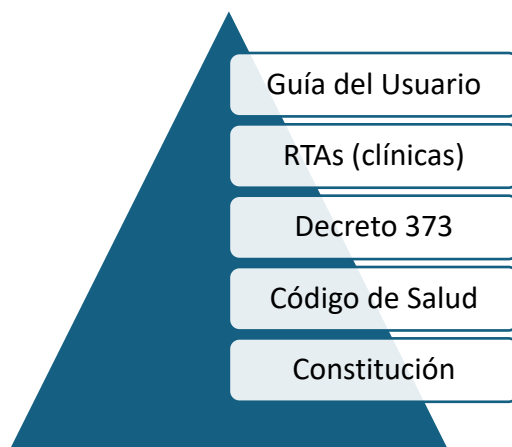 Guía del Usuario
RTAs (clínicas)
Decreto 373
Código de Salud
Constitución